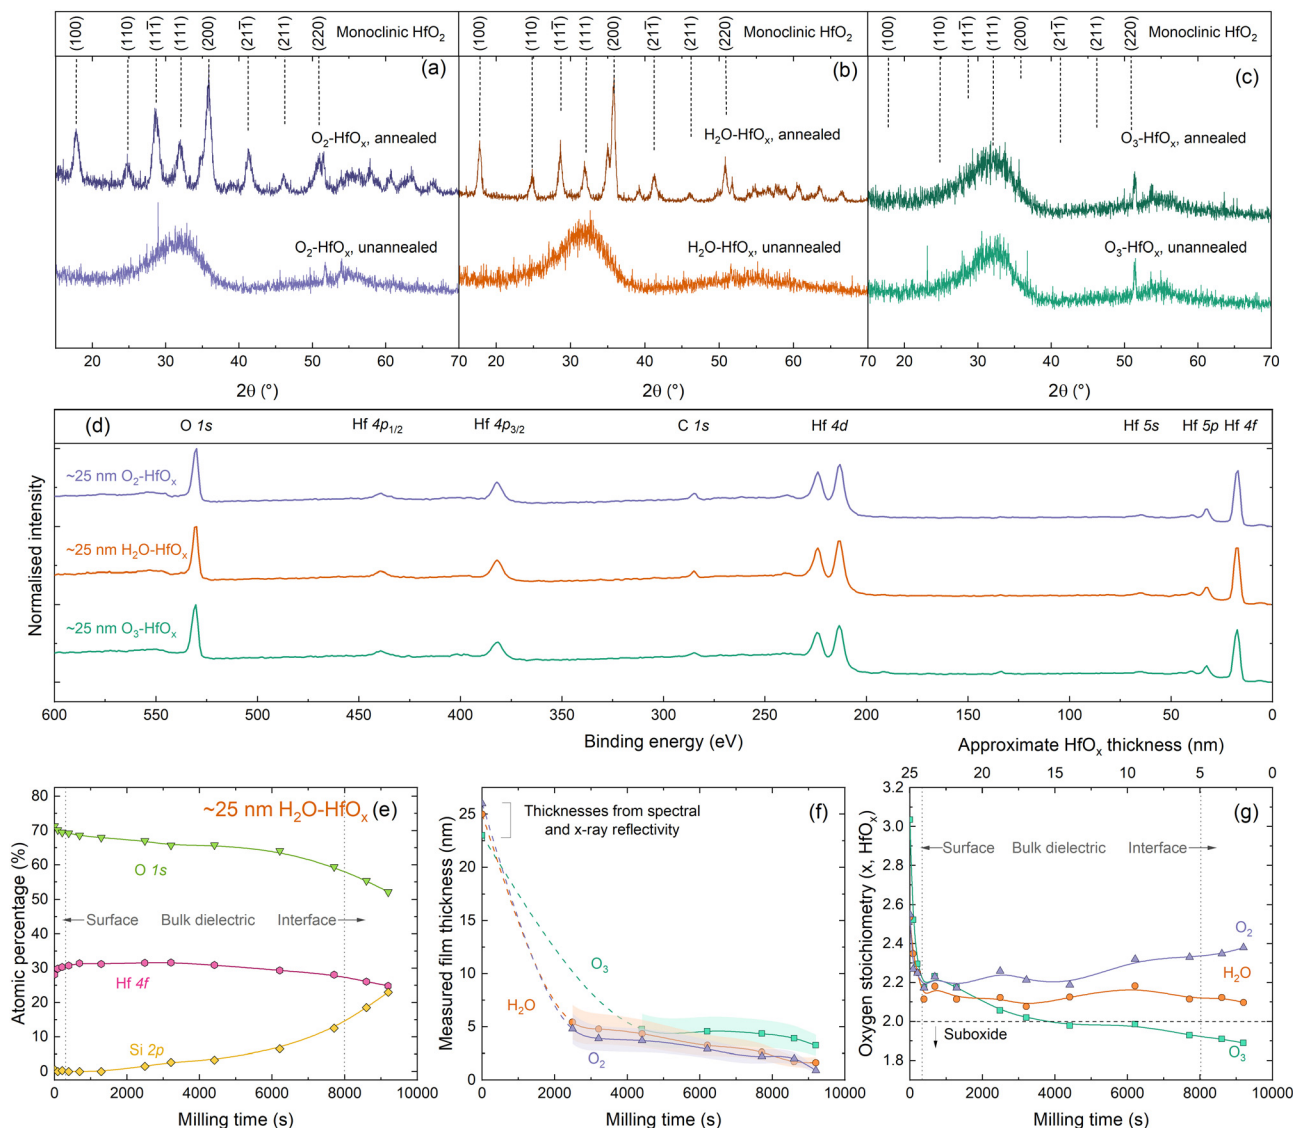 (100) (110) (111̄) (111) (200) (21̄1) (211) (220) Monoclinic HfO₂
(100) (110) (11̄1) (111) (200) (21̄1) (211) (220) Monoclinic HfO₂
(100) (110) (11̄1) (111) (200) (21̄1) (211) (220) Monoclinic HfO₂
(a)
O₂-HfOₓ, annealed
O₂-HfOₓ, unannealed
20 30 40 50 60 70
2θ (°)
(b)
H₂O-HfOₓ, annealed
H₂O-HfOₓ, unannealed
20 30 40 50 60 70
2θ (°)
(c)
O₃-HfOₓ, annealed
O₃-HfOₓ, unannealed
20 30 40 50 60 70
2θ (°)
(d)
O 1s Hf 4p₁/₂ Hf 4p₃/₂ C 1s Hf 4d Hf 5s Hf 5p Hf 4f
Normalised intensity
~25 nm O₂-HfOₓ
~25 nm H₂O-HfOₓ
~25 nm O₃-HfOₓ
600 550 500 450 400 350 300 250 200 150 100 50 0
Binding energy (eV)
~25 nm H₂O-HfOₓ (e)
Atomic percentage (%)
80
70
60
50
40
30
20
10
0
O 1s
Surface Bulk dielectric Interface
Hf 4f
Si 2p
0 2000 4000 6000 8000 10000
Milling time (s)
(f)
Measured film thickness (nm)
25
20
15
10
5
0
Thicknesses from spectral
and x-ray reflectivity
O₃
H₂O
O₂
0 2000 4000 6000 8000 10000
Milling time (s)
Approximate HfOₓ thickness (nm)
25 20 15 10 5 2 0
(g)
Oxygen stoichiometry (x, HfOₓ)
3.2
3.0
2.8
2.6
2.4
2.2
2.0
1.8
Surface Bulk dielectric Interface
O₂
H₂O
Suboxide
O₃
0 2000 4000 6000 8000 10000
Milling time (s)